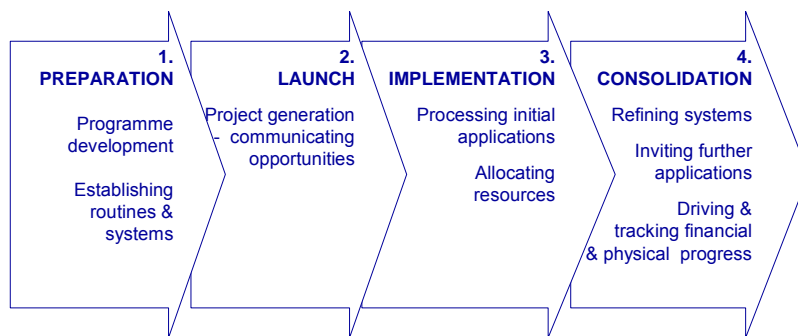 1.
PREPARATION
Programme
development
Establishing
routines &
systems
2.
LAUNCH
Project generation
- communicating
opportunities
3.
IMPLEMENTATION
Processing initial
applications
Allocating
resources
4.
CONSOLIDATION
Refining systems
Inviting further
applications
Driving &
tracking financial
& physical progress